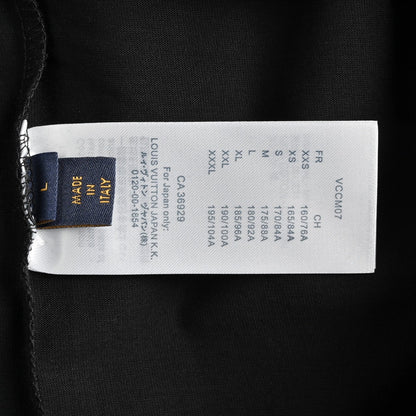 L
MADE
IN
ITALY
VCCM07
FR CH
XXS 160/76A
XS 165/84A
S 170/84A
M 175/88A
L 180/92A
XL 185/96A
XXL 190/100A
XXXL 195/104A
CA 36929
For Japan only:
LOUIS VUITTON JAPAN K.K.
ルイ・ヴィトン ジャパン(株)
0120-00-1854